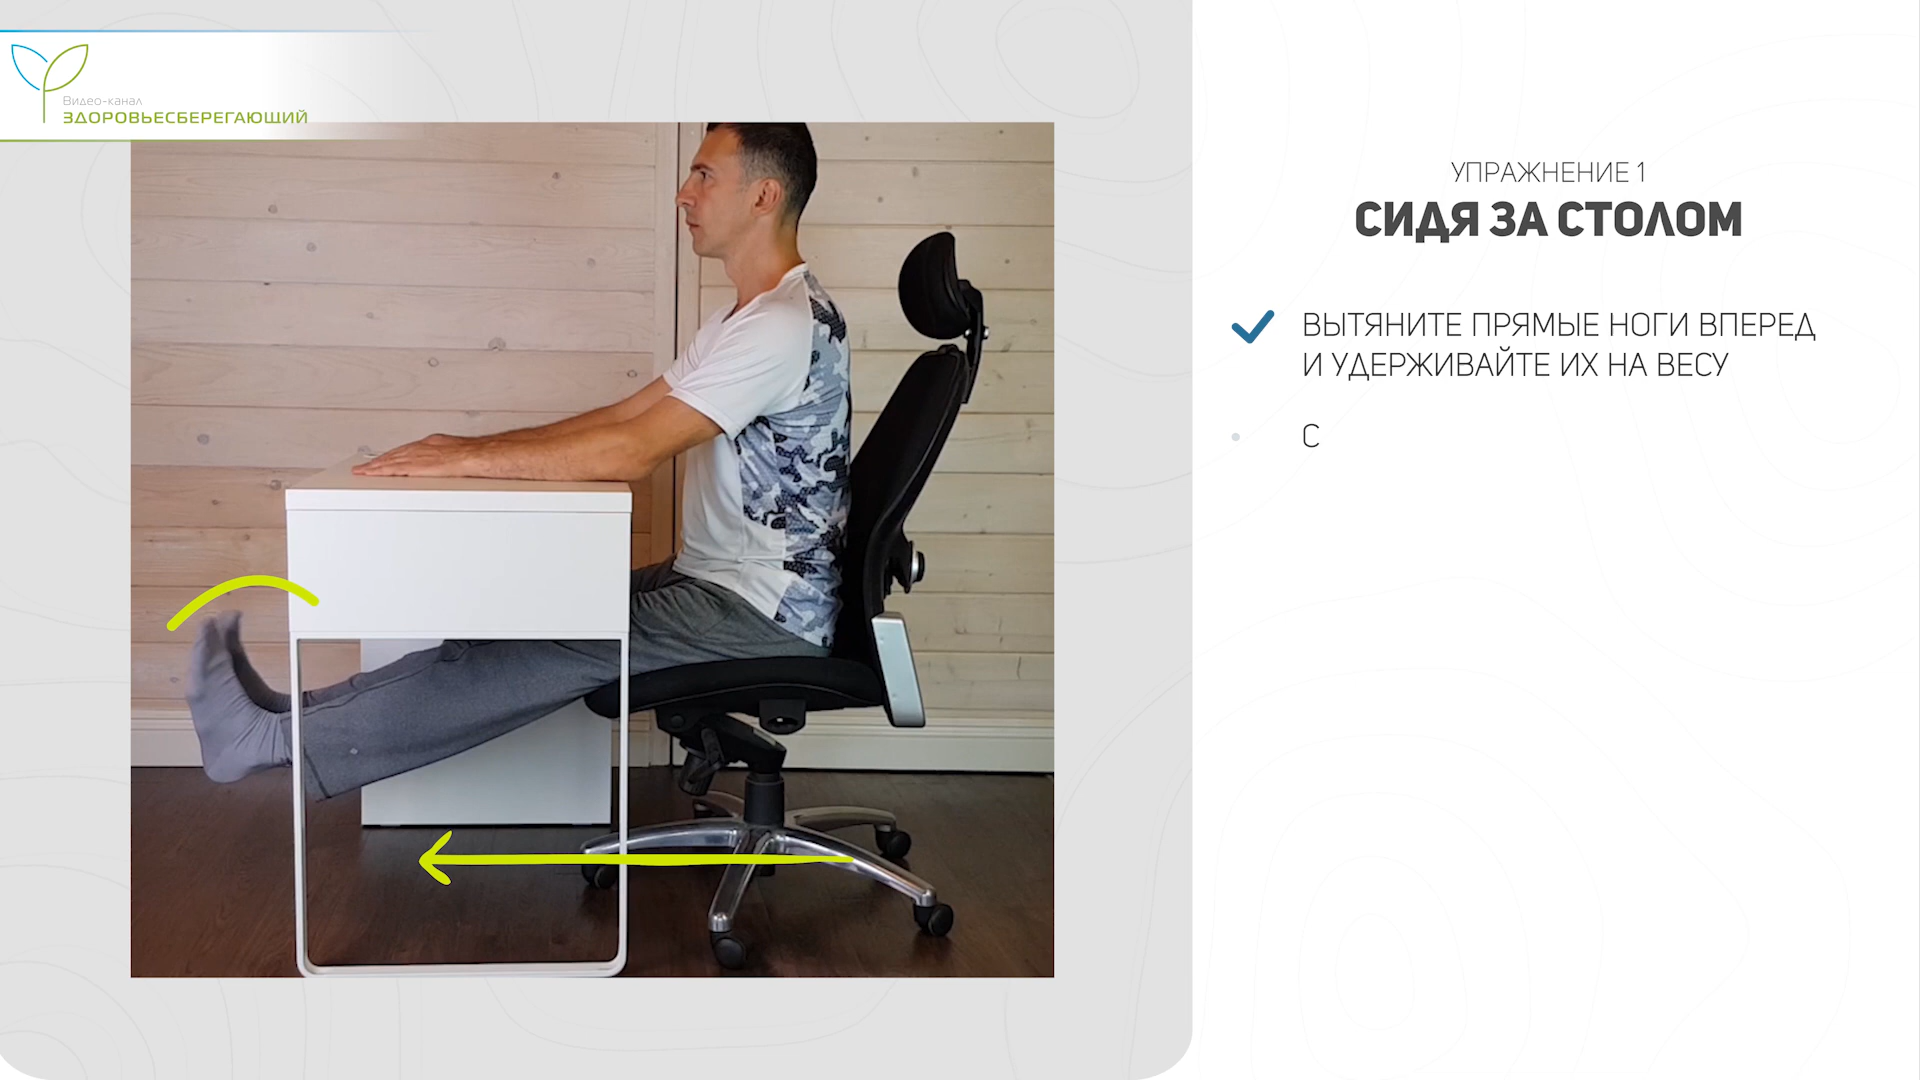 Видео-канал
ЗДОРОВЬЕСБЕРЕГАЮЩИЙ
УПРАЖНЕНИЕ 1
СИДЯ ЗА СТОЛОМ
ВЫТЯНИТЕ ПРЯМЫЕ НОГИ ВПЕРЕД
И УДЕРЖИВАЙТЕ ИХ НА ВЕСУ
С